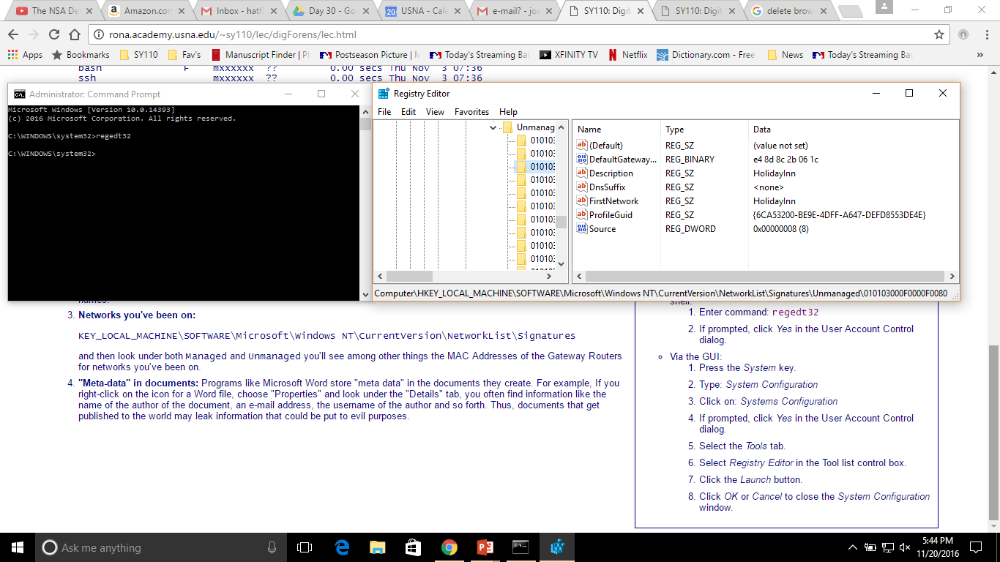 The NSA De
Amazon.con
Inbox - hatfi
Day 30 - Go
USNA - Cale
e-mail? - joe
SY110: Digit
SY110: Digit
delete brow
rona.academy.usna.edu/~sy110/lec/digForens/lec.html
Apps Bookmarks SY110 Fav's Manuscript Finder | Postseason Picture | Today's Streaming Bas XFINITY TV Netflix Dictionary.com - Free News Today's Streaming Bas »
bash F mxxxxxx ?? 0.00 secs Thu Nov 3 07:36
ssh mxxxxxx ?? 0.00 secs Thu Nov 3 07:36
Administrator: Command Prompt
Microsoft Windows [Version 10.0.14393]
(c) 2016 Microsoft Corporation. All rights reserved.
C:\WINDOWS\system32>regedt32
C:\WINDOWS\system32>
Registry Editor
File Edit View Favorites Help
Unmanag
010103
010103
010103
010103
010103
010103
010103
010103
010103
010103
Name Type Data
(Default) REG_SZ (value not set)
DefaultGateway... REG_BINARY e4 8d 8c 2b 06 1c
Description REG_SZ HolidayInn
DnsSuffix REG_SZ <none>
FirstNetwork REG_SZ HolidayInn
ProfileGuid REG_SZ {6CA53200-BE9E-4DFF-A647-DEFD8553DE4E}
Source REG_DWORD 0x00000008 (8)
Computer\HKEY_LOCAL_MACHINE\SOFTWARE\Microsoft\Windows NT\CurrentVersion\NetworkList\Signatures\Unmanaged\010103000F0000F0080
names.
3. Networks you've been on:
KEY_LOCAL_MACHINE\SOFTWARE\Microsoft\Windows NT\CurrentVersion\NetworkList\Signatures
and then look under both Managed and Unmanaged you'll see among other things the MAC Addresses of the Gateway Routers
for networks you've been on.
4. "Meta-data" in documents: Programs like Microsoft Word store "meta data" in the documents they create. For example, If you
right-click on the icon for a Word file, choose "Properties" and look under the "Details" tab, you often find information like the
name of the author of the document, an e-mail address, the username of the author and so forth. Thus, documents that get
published to the world may leak information that could be put to evil purposes.
shell:
1. Enter command: regedt32
2. If prompted, click Yes in the User Account Control
dialog.
Via the GUI:
1. Press the System key.
2. Type: System Configuration
3. Click on: Systems Configuration
4. If prompted, click Yes in the User Account Control
dialog.
5. Select the Tools tab.
6. Select Registry Editor in the Tool list control box.
7. Click the Launch button.
8. Click OK or Cancel to close the System Configuration
window.
Ask me anything
5:44 PM
11/20/2016